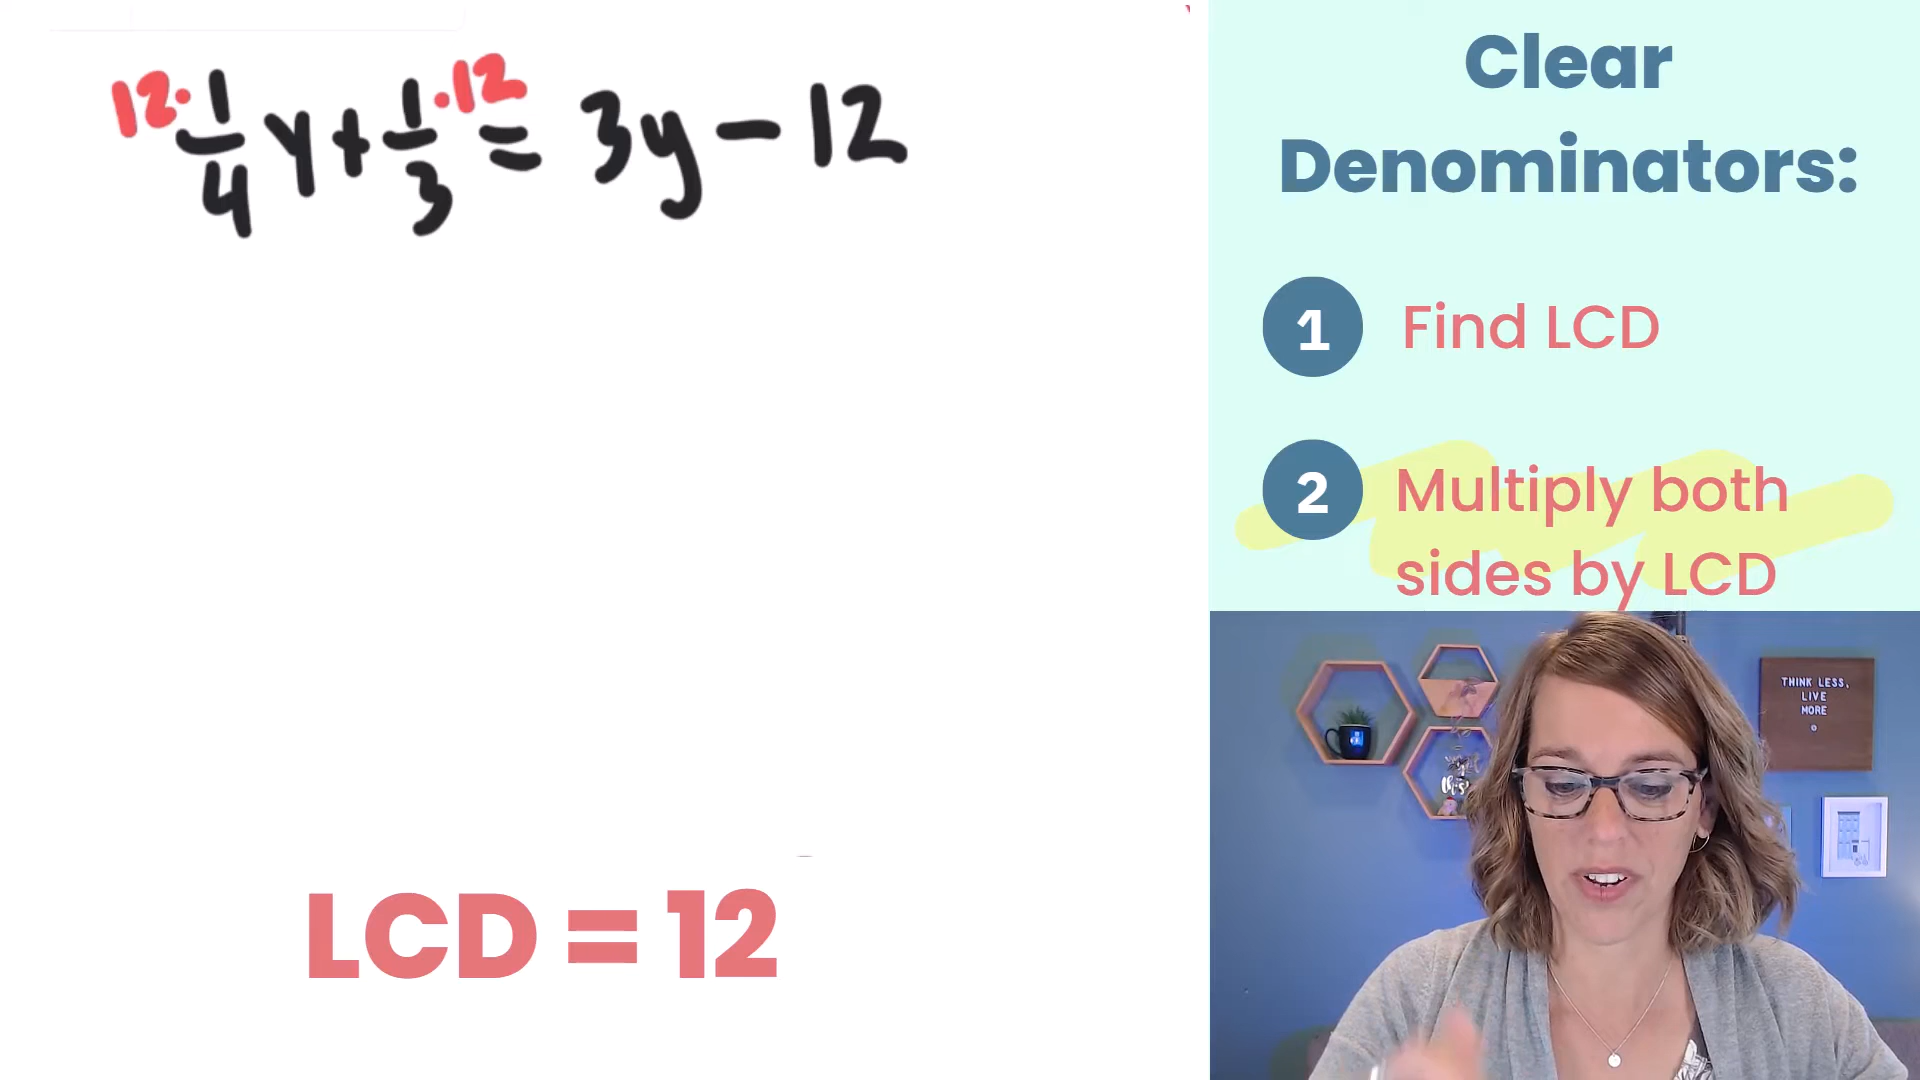 12· 1/4 y + 1/3 ·12 = 3y - 12
LCD = 12
Clear
Denominators:
1 Find LCD
2 Multiply both
sides by LCD
THINK LESS,
LIVE
MORE